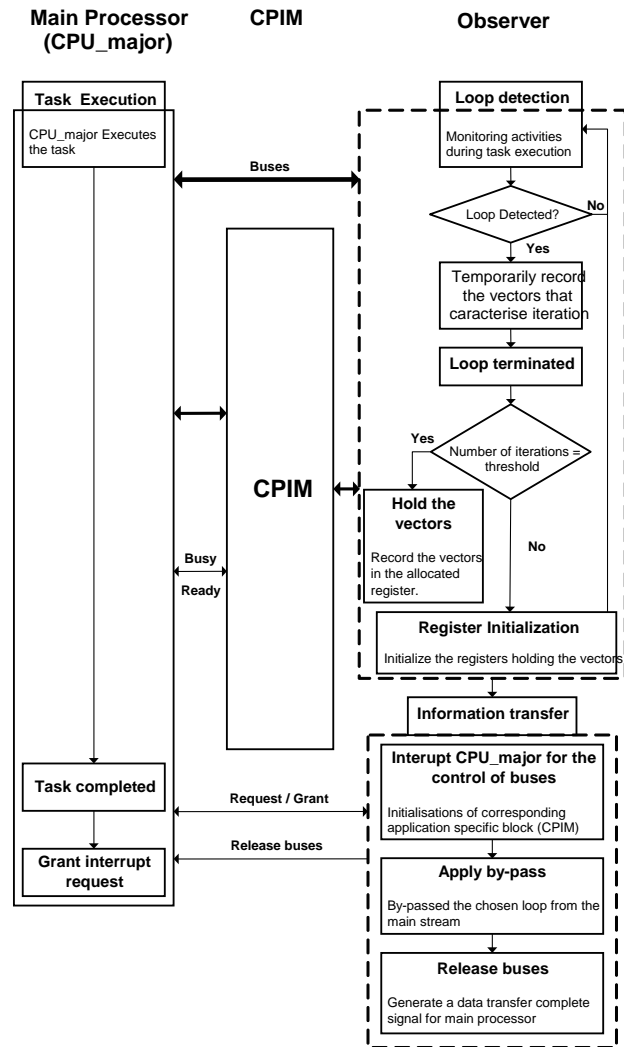 Main Processor
(CPU_major)
CPIM
Observer
Task Execution
CPU_major Executes
the task
Buses
Loop detection
Monitoring activities
during task execution
Loop Detected?
No
Yes
Temporarily record
the vectors that
caracterise iteration
Loop terminated
Yes
Number of iterations =
threshold
CPIM
Hold the
vectors
Record the vectors
in the allocated
register.
No
Busy
Ready
Register Initialization
Initialize the registers holding the vectors
Information transfer
Task completed
Grant interrupt
request
Request / Grant
Release buses
Interupt CPU_major for the
control of buses
Initialisations of corresponding
application specific block (CPIM)
Apply by-pass
By-passed the chosen loop from the
main stream
Release buses
Generate a data transfer complete
signal for main processor